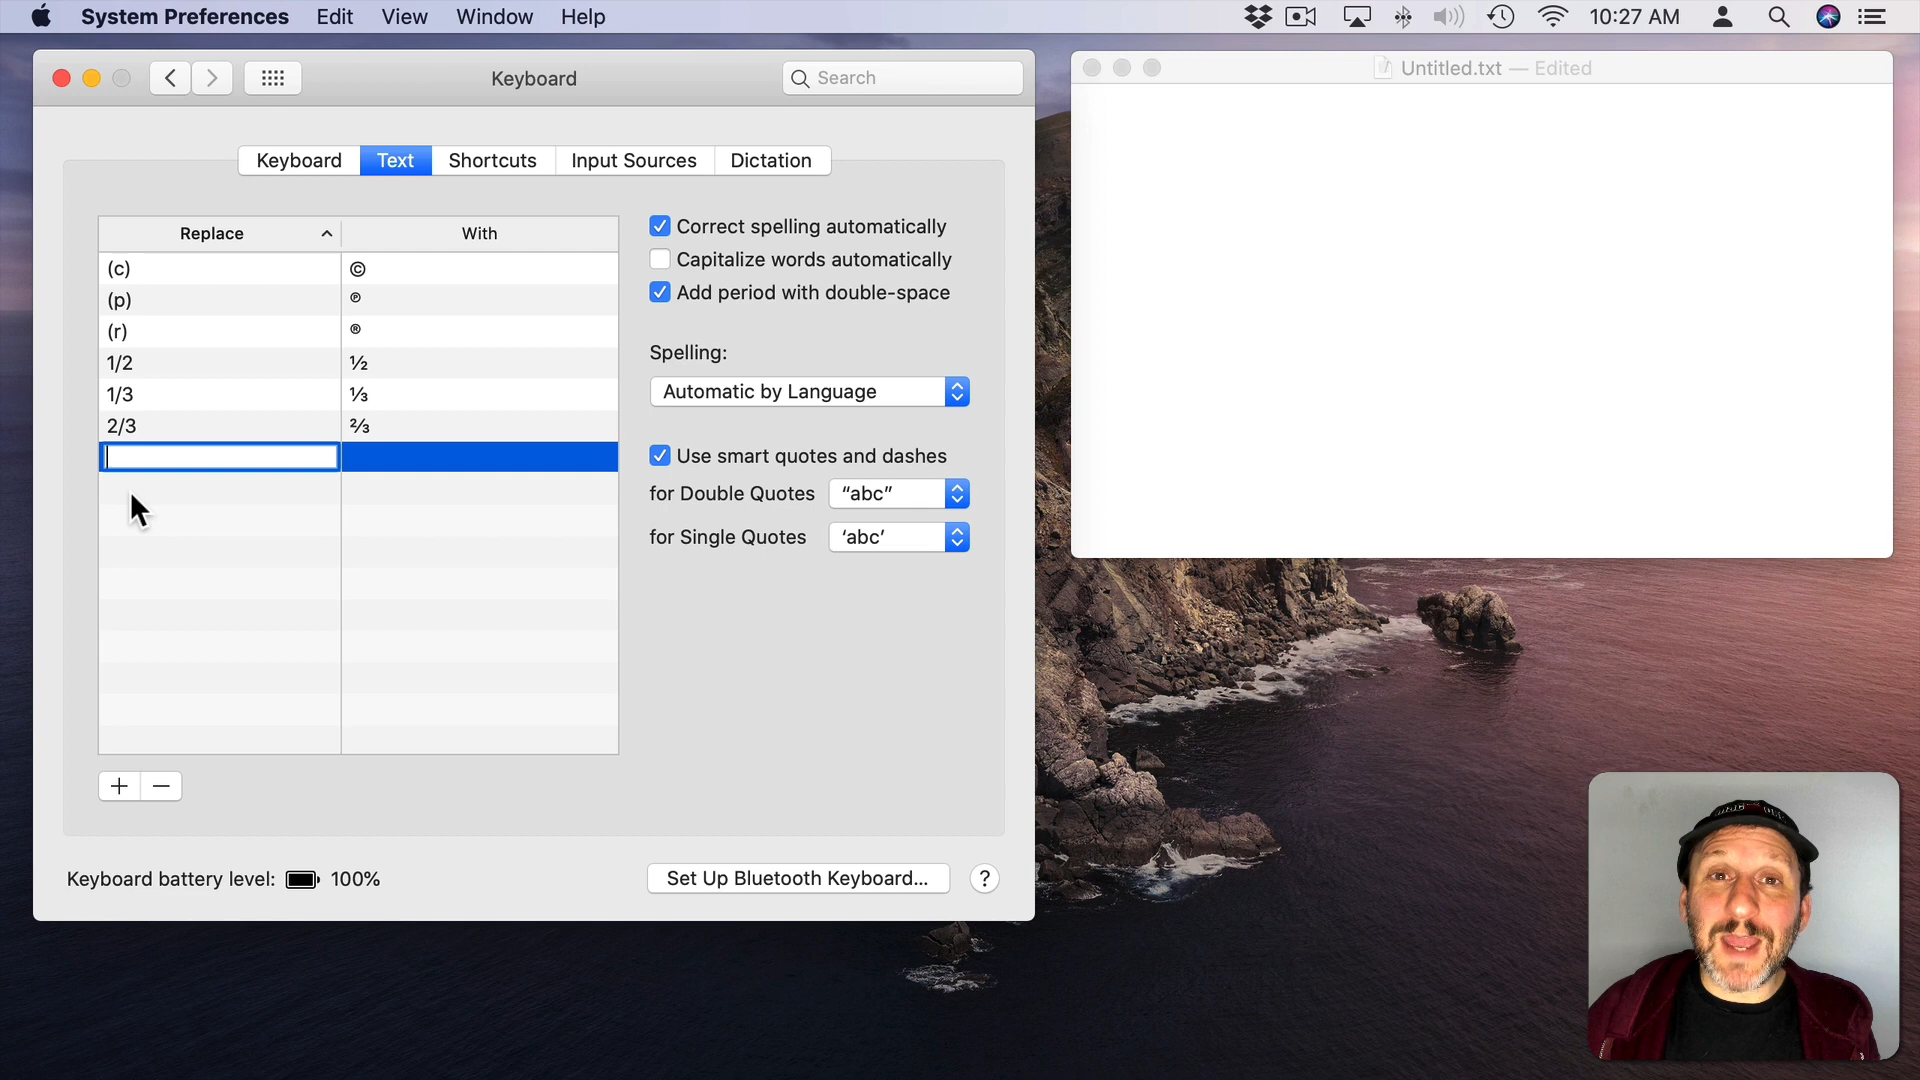 System Preferences Edit View Window Help 10:27 AM
Keyboard Search
Untitled.txt — Edited
Keyboard Text Shortcuts Input Sources Dictation
Replace With
(c) ©
(p) ℗
(r) ®
1/2 ½
1/3 ⅓
2/3 ⅔
Correct spelling automatically
Capitalize words automatically
Add period with double-space
Spelling:
Automatic by Language
Use smart quotes and dashes
for Double Quotes “abc”
for Single Quotes ‘abc’
+ −
Keyboard battery level: 100%
Set Up Bluetooth Keyboard... ?